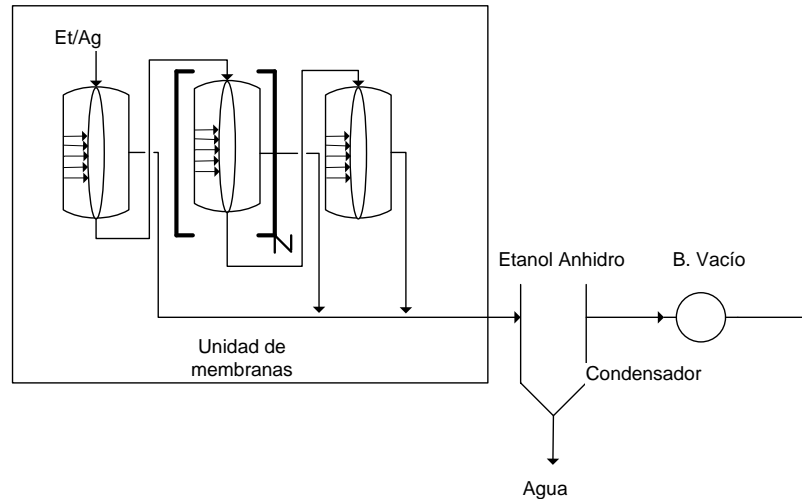 Et/Ag
N
Etanol Anhidro
B. Vacío
Unidad de
membranas
Condensador
Agua